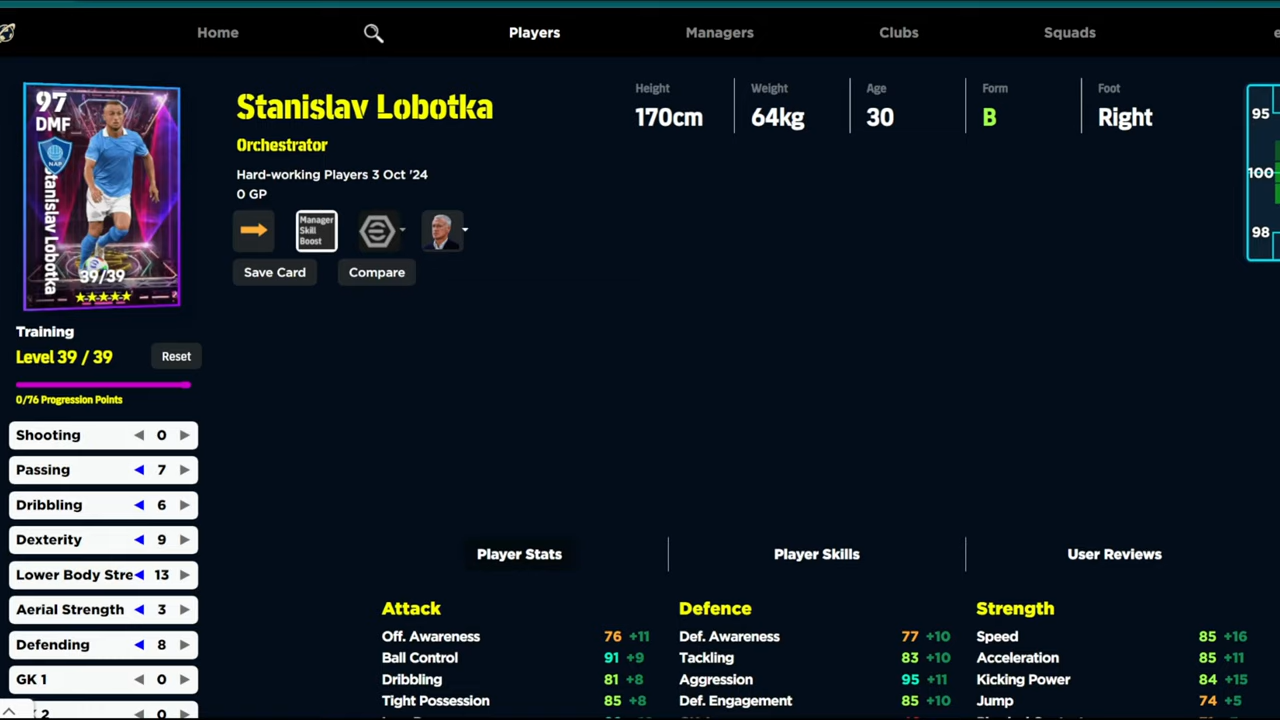 Home
Players
Managers
Clubs
Squads
97
DMF
NAP
Stanislav Lobotka
39/39
Stanislav Lobotka
Orchestrator
Hard-working Players 3 Oct '24
0 GP
Manager
Skill
Boost
Save Card
Compare
Height
170cm
Weight
64kg
Age
30
Form
B
Foot
Right
95
100
98
Training
Level 39 / 39
Reset
0/76 Progression Points
Shooting 0
Passing 7
Dribbling 6
Dexterity 9
Lower Body Stre 13
Aerial Strength 3
Defending 8
GK 1 0
2 0
Player Stats
Player Skills
User Reviews
Attack
Off. Awareness 76 +11
Ball Control 91 +9
Dribbling 81 +8
Tight Possession 85 +8
Defence
Def. Awareness 77 +10
Tackling 83 +10
Aggression 95 +11
Def. Engagement 85 +10
Strength
Speed 85 +16
Acceleration 85 +11
Kicking Power 84 +15
Jump 74 +5